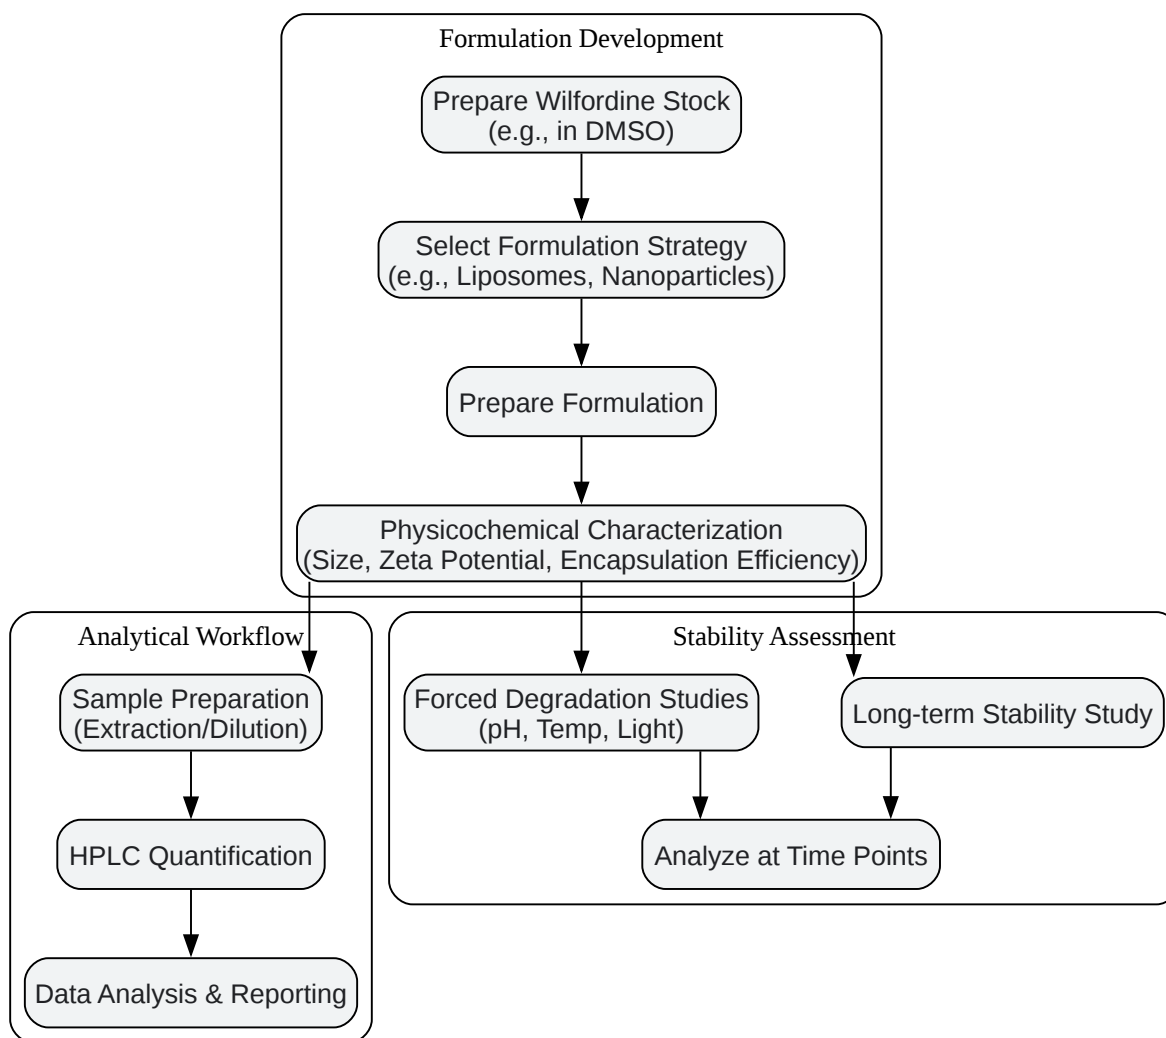 Formulation Development
Prepare Wilfordine Stock
(e.g., in DMSO)
Select Formulation Strategy
(e.g., Liposomes, Nanoparticles)
Prepare Formulation
Physicochemical Characterization
(Size, Zeta Potential, Encapsulation Efficiency)
Analytical Workflow
Sample Preparation
(Extraction/Dilution)
HPLC Quantification
Data Analysis & Reporting
Stability Assessment
Forced Degradation Studies
(pH, Temp, Light)
Long-term Stability Study
Analyze at Time Points